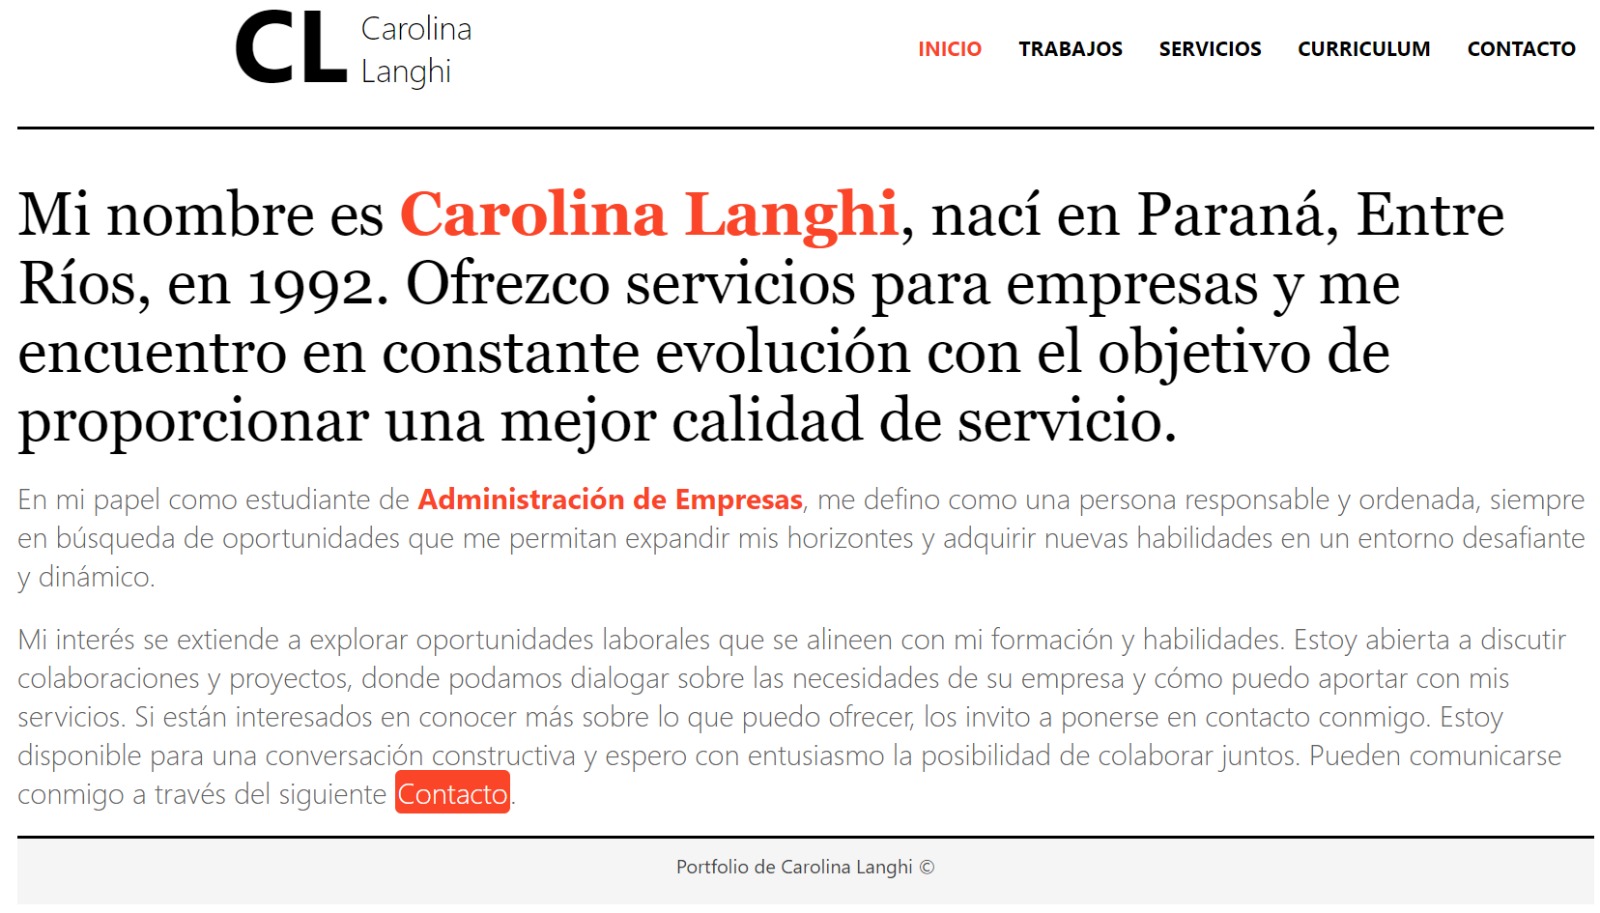 CL Carolina
Langhi
INICIO TRABAJOS SERVICIOS CURRICULUM CONTACTO
Mi nombre es Carolina Langhi, nací en Paraná, Entre
Ríos, en 1992. Ofrezco servicios para empresas y me
encuentro en constante evolución con el objetivo de
proporcionar una mejor calidad de servicio.
En mi papel como estudiante de Administración de Empresas, me defino como una persona responsable y ordenada, siempre
en búsqueda de oportunidades que me permitan expandir mis horizontes y adquirir nuevas habilidades en un entorno desafiante
y dinámico.
Mi interés se extiende a explorar oportunidades laborales que se alineen con mi formación y habilidades. Estoy abierta a discutir
colaboraciones y proyectos, donde podamos dialogar sobre las necesidades de su empresa y cómo puedo aportar con mis
servicios. Si están interesados en conocer más sobre lo que puedo ofrecer, los invito a ponerse en contacto conmigo. Estoy
disponible para una conversación constructiva y espero con entusiasmo la posibilidad de colaborar juntos. Pueden comunicarse
conmigo a través del siguiente Contacto.
Portfolio de Carolina Langhi ©